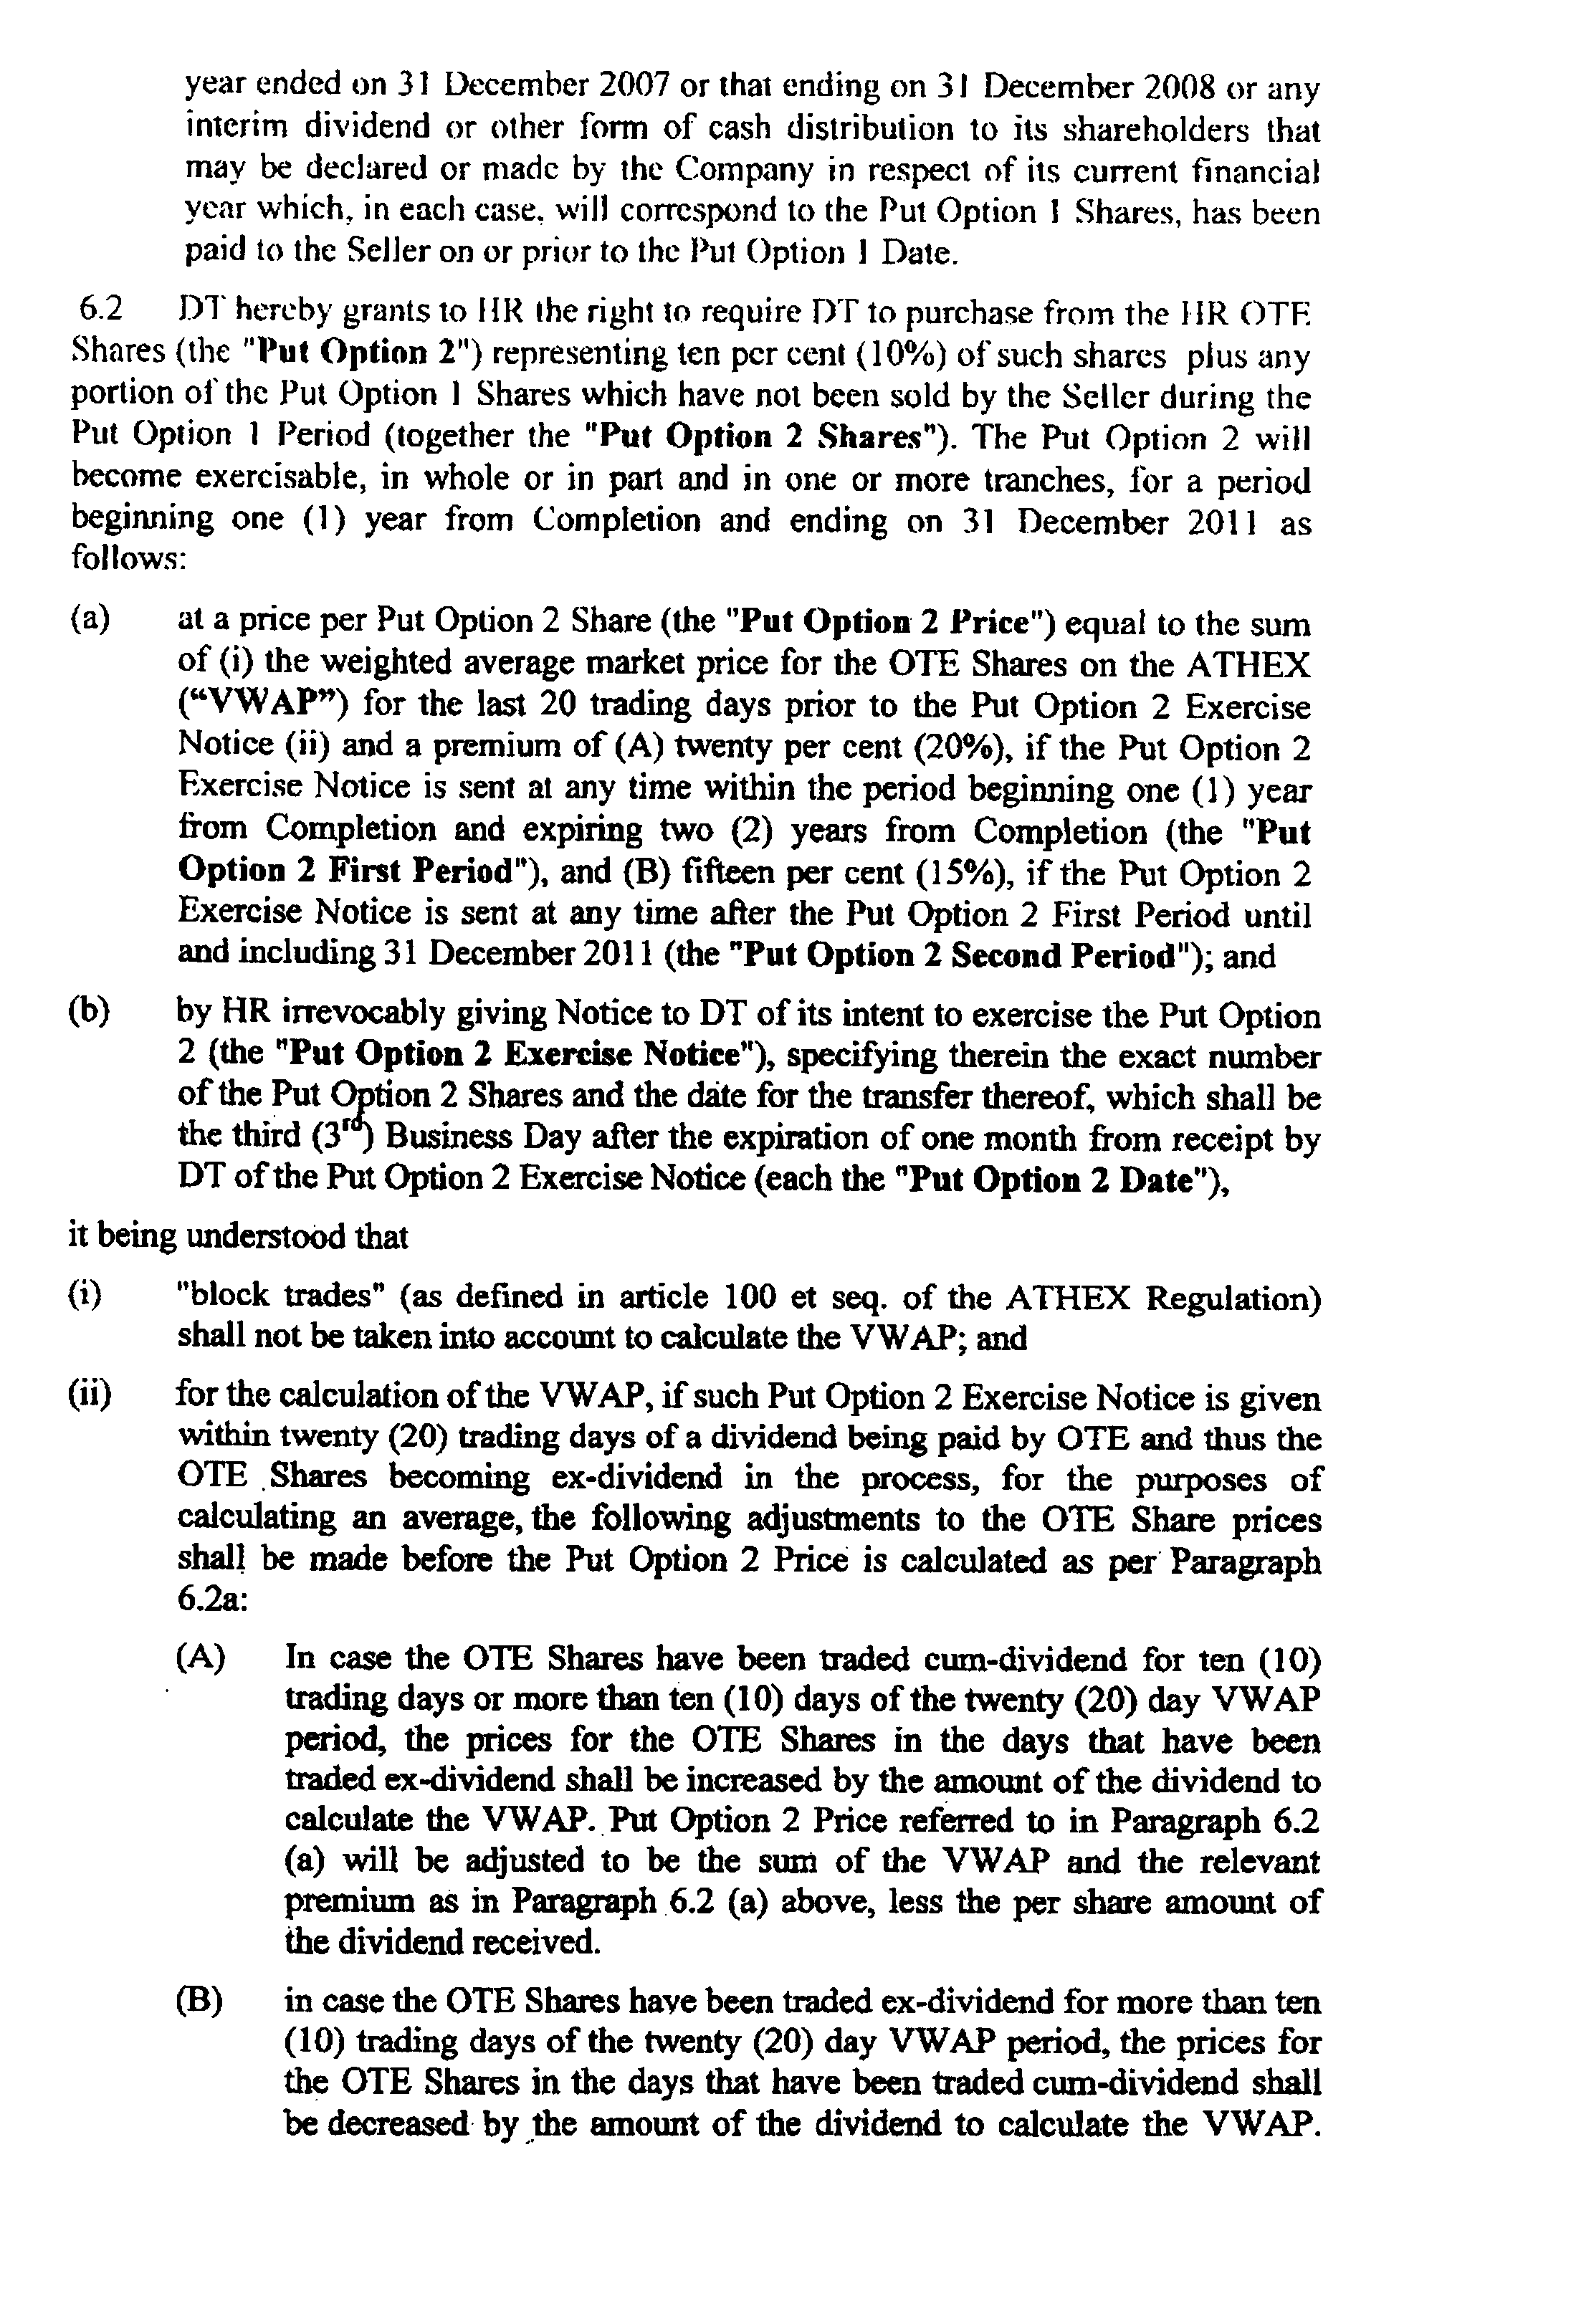 year ended on 31 December 2007 or that ending on 31 December 2008 or any
interim dividend or other form of cash distribution to its shareholders that
may be declared or made by the Company in respect of its current financial
year which, in each case, will correspond to the Put Option 1 Shares, has been
paid to the Seller on or prior to the Put Option 1 Date.
6.2 DT hereby grants to HR the right to require DT to purchase from the HR OTE
Shares (the "Put Option 2") representing ten per cent (10%) of such shares plus any
portion of the Put Option 1 Shares which have not been sold by the Seller during the
Put Option 1 Period (together the "Put Option 2 Shares"). The Put Option 2 will
become exercisable, in whole or in part and in one or more tranches, for a period
beginning one (1) year from Completion and ending on 31 December 2011 as
follows:
(a) at a price per Put Option 2 Share (the "Put Option 2 Price") equal to the sum
of (i) the weighted average market price for the OTE Shares on the ATHEX
(“VWAP”) for the last 20 trading days prior to the Put Option 2 Exercise
Notice (ii) and a premium of (A) twenty per cent (20%), if the Put Option 2
Exercise Notice is sent at any time within the period beginning one (1) year
from Completion and expiring two (2) years from Completion (the "Put
Option 2 First Period"), and (B) fifteen per cent (15%), if the Put Option 2
Exercise Notice is sent at any time after the Put Option 2 First Period until
and including 31 December 2011 (the "Put Option 2 Second Period"); and
(b) by HR irrevocably giving Notice to DT of its intent to exercise the Put Option
2 (the "Put Option 2 Exercise Notice"), specifying therein the exact number
of the Put Option 2 Shares and the date for the transfer thereof, which shall be
the third (3rd) Business Day after the expiration of one month from receipt by
DT of the Put Option 2 Exercise Notice (each the "Put Option 2 Date"),
it being understood that
(i) "block trades" (as defined in article 100 et seq. of the ATHEX Regulation)
shall not be taken into account to calculate the VWAP; and
(ii) for the calculation of the VWAP, if such Put Option 2 Exercise Notice is given
within twenty (20) trading days of a dividend being paid by OTE and thus the
OTE Shares becoming ex-dividend in the process, for the purposes of
calculating an average, the following adjustments to the OTE Share prices
shall be made before the Put Option 2 Price is calculated as per Paragraph
6.2a:
(A) In case the OTE Shares have been traded cum-dividend for ten (10)
trading days or more than ten (10) days of the twenty (20) day VWAP
period, the prices for the OTE Shares in the days that have been
traded ex-dividend shall be increased by the amount of the dividend to
calculate the VWAP. Put Option 2 Price referred to in Paragraph 6.2
(a) will be adjusted to be the sum of the VWAP and the relevant
premium as in Paragraph 6.2 (a) above, less the per share amount of
the dividend received.
(B) in case the OTE Shares have been traded ex-dividend for more than ten
(10) trading days of the twenty (20) day VWAP period, the prices for
the OTE Shares in the days that have been traded cum-dividend shall
be decreased by the amount of the dividend to calculate the VWAP.